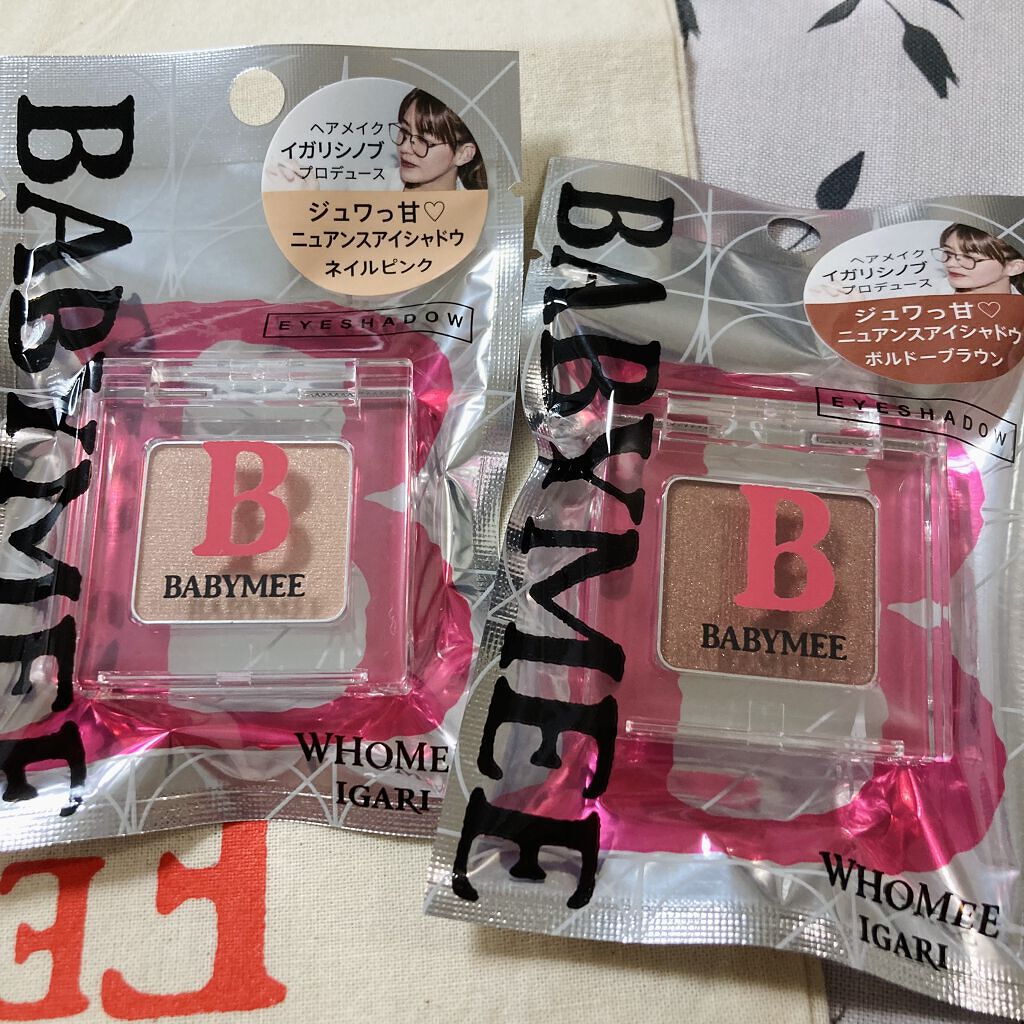 BABYMEE
ヘアメイク
イガリシノブ
プロデュース
ジュワっ甘♡
ニュアンスアイシャドウ
ネイルピンク
EYESHADOW
B
BABYMEE
WHOMEE
IGARI
BABYMEE
ヘアメイク
イガリシノブ
プロデュース
ジュワっ甘♡
ニュアンスアイシャドウ
ボルドーブラウン
EYESHADOW
B
BABYMEE
WHOMEE
IGARI
EE